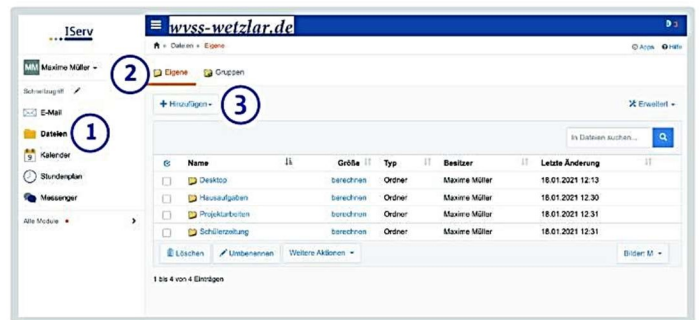 IServ
MM Maxime Müller
Schnellzugriff
E-Mail
Dateien
9 Kalender
Stundenplan
Messenger
Alle Module
1
wvss-wetzlar.de
3
Dateien » Eigene
Apps Hilfe
2
Eigene Gruppen
+ Hinzufügen
3
Erweitert
In Dateien suchen...
Name Größe Typ Besitzer Letzte Änderung
Desktop berechnen Ordner Maxime Müller 18.01.2021 12:13
Hausaufgaben berechnen Ordner Maxime Müller 18.01.2021 12:30
Projektarbeiten berechnen Ordner Maxime Müller 18.01.2021 12:31
Schülerzeitung berechnen Ordner Maxime Müller 18.01.2021 12:31
Löschen Umbenennen Weitere Aktionen Bilder: M
1 bis 4 von 4 Einträgen